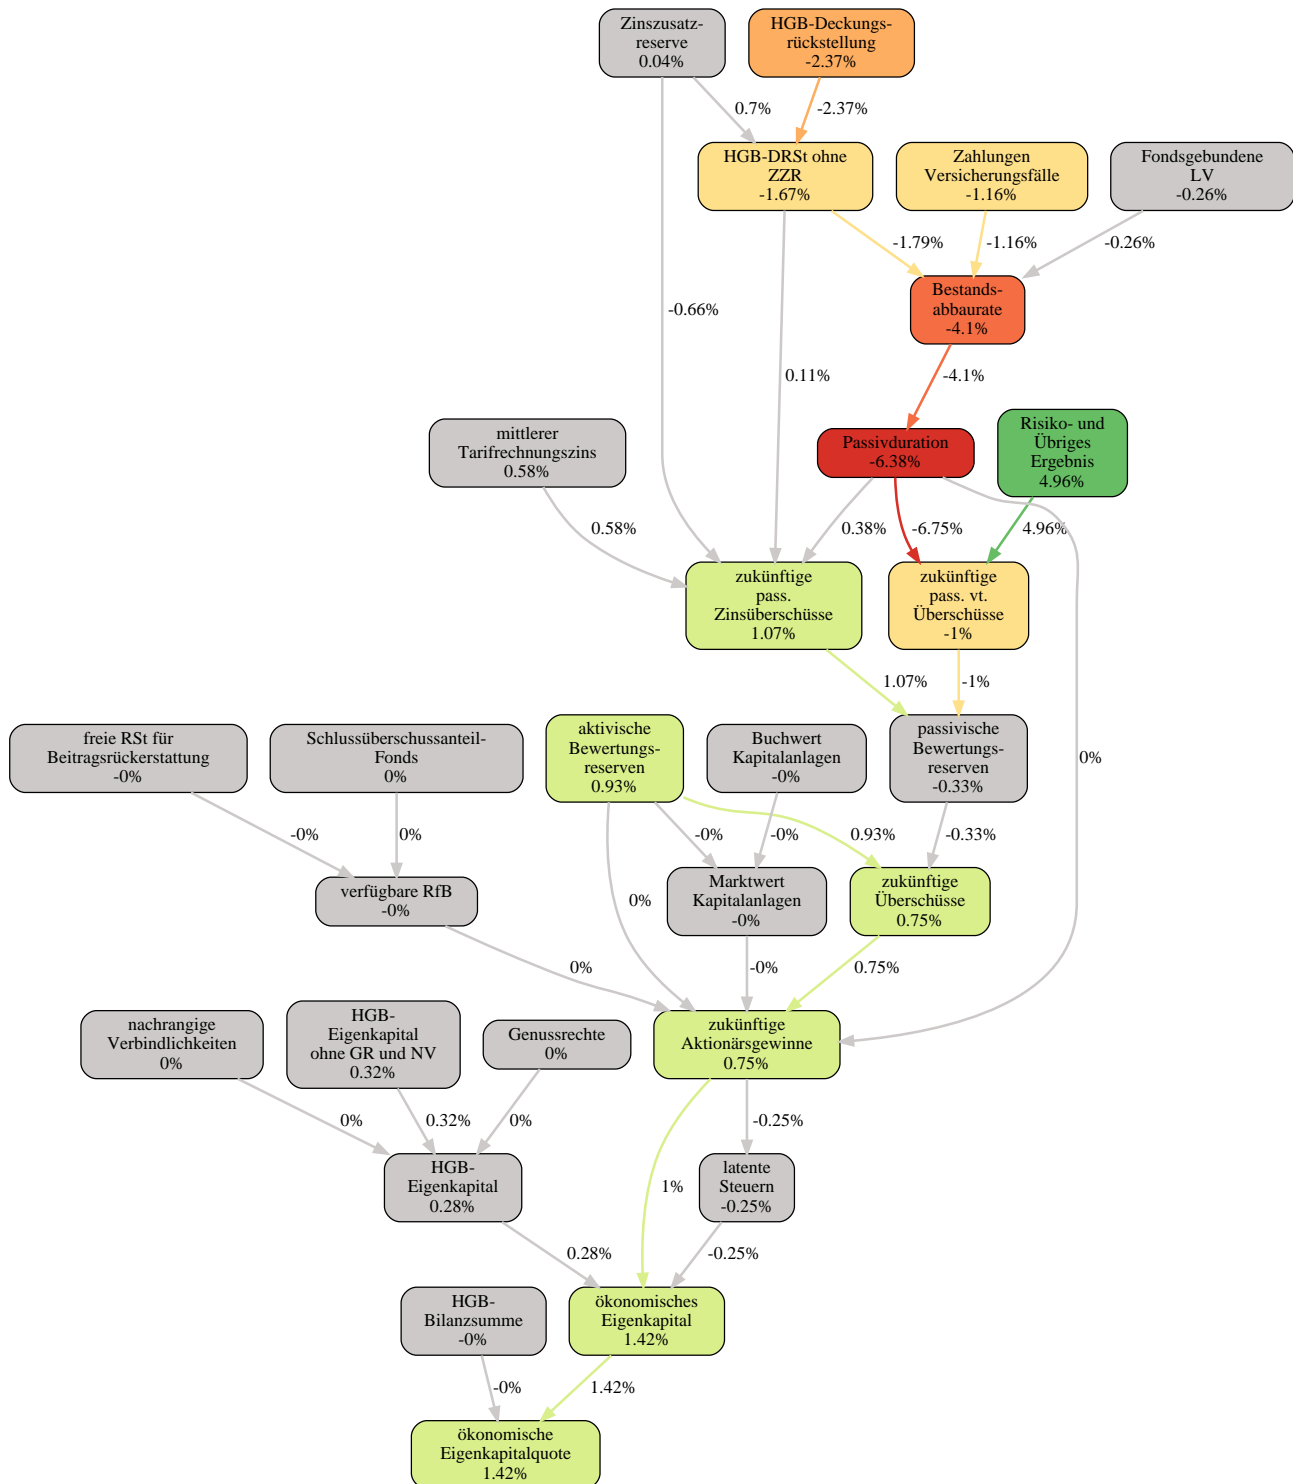 Zinszusatz-
reserve
0.04%
HGB-Deckungs-
rückstellung
-2.37%
0.7%
-2.37%
HGB-DRSt ohne
ZZR
-1.67%
Zahlungen
Versicherungsfälle
-1.16%
Fondsgebundene
LV
-0.26%
-1.79%
-1.16%
-0.26%
Bestands-
abbaurate
-4.1%
-0.66%
0.11%
-4.1%
mittlerer
Tarifrechnungszins
0.58%
Passivduration
-6.38%
Risiko- und
Übriges
Ergebnis
4.96%
0.58%
0.38%
-6.75%
4.96%
zukünftige
pass.
Zinsüberschüsse
1.07%
zukünftige
pass. vt.
Überschüsse
-1%
1.07%
-1%
freie RSt für
Beitragsrückerstattung
-0%
Schlussüberschussanteil-
Fonds
0%
aktivische
Bewertungs-
reserven
0.93%
Buchwert
Kapitalanlagen
-0%
passivische
Bewertungs-
reserven
-0.33%
0%
-0%
0%
-0%
-0%
0.93%
-0.33%
verfügbare RfB
-0%
0%
Marktwert
Kapitalanlagen
-0%
zukünftige
Überschüsse
0.75%
0%
-0%
0.75%
nachrangige
Verbindlichkeiten
0%
HGB-
Eigenkapital
ohne GR und NV
0.32%
Genussrechte
0%
zukünftige
Aktionärsgewinne
0.75%
0%
0.32%
0%
-0.25%
HGB-
Eigenkapital
0.28%
1%
latente
Steuern
-0.25%
0.28%
-0.25%
HGB-
Bilanzsumme
-0%
ökonomisches
Eigenkapital
1.42%
-0%
1.42%
ökonomische
Eigenkapitalquote
1.42%